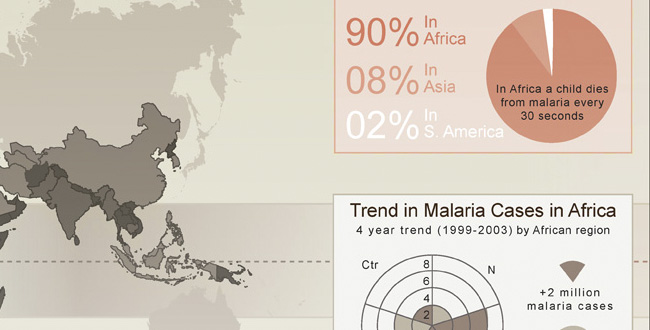 90% In Africa
08% In Asia
02% In S. America
In Africa a child dies
from malaria every
30 seconds
Trend in Malaria Cases in Africa
4 year trend (1999-2003) by African region
Ctr
N
8
6
4
2
+2 million
malaria cases